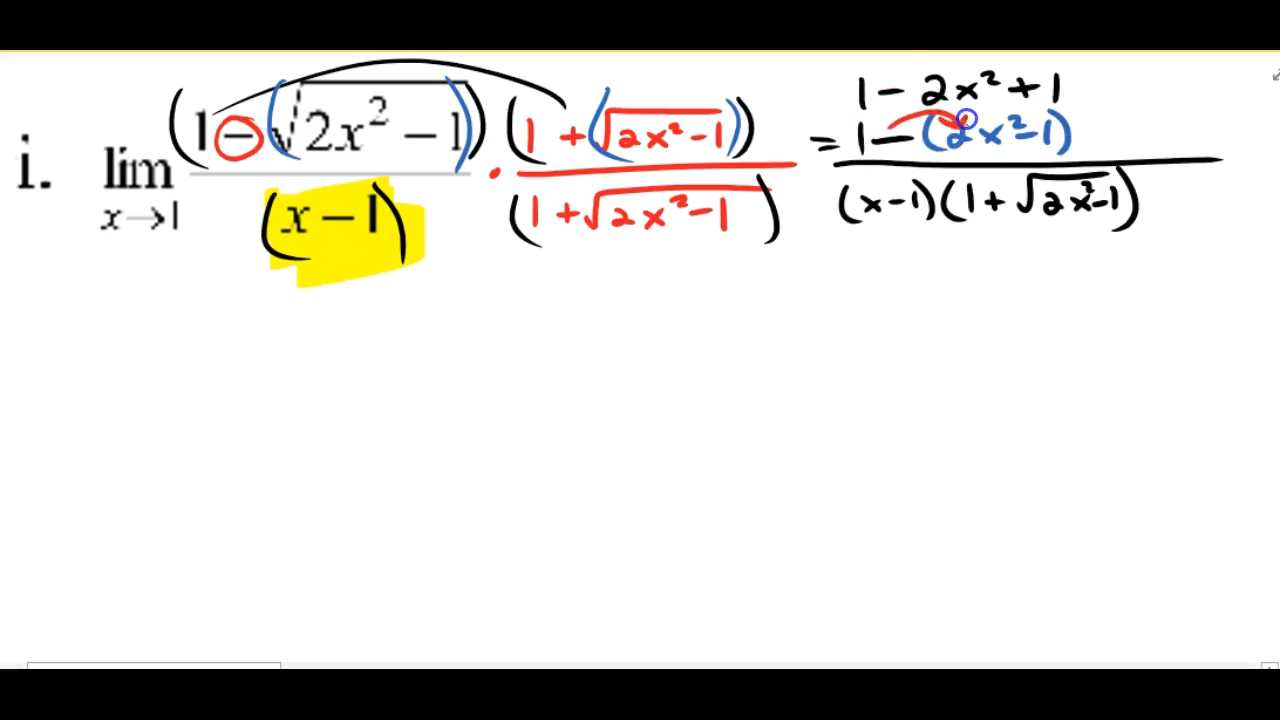 i. lim x→1 (1 − (√(2x² − 1))) / (x − 1) · (1 + (√(2x² − 1))) / (1 + √(2x² − 1))
1 − 2x² + 1
= 1 − (2x² − 1) / (x − 1)(1 + √(2x² − 1))